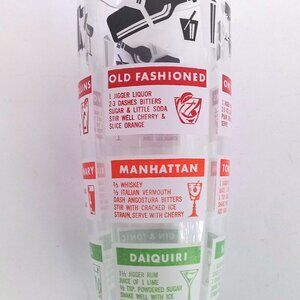 OLD FASHIONED
1 JIGGER LIQUOR
2-3 DASHES BITTERS
SUGAR & LITTLE SODA
STIR WELL CHERRY &
SLICE ORANGE
MANHATTAN
⅔ WHISKEY
⅓ ITALIAN VERMOUTH
DASH ANGOSTURA BITTERS
STIR WITH CRACKED ICE
STRAIN, SERVE WITH CHERRY
& TONIC
DAIQUIRI
1½ JIGGER RUM
JUICE OF 1 LIME
½ TSP. POWDERED SUGAR
SHAKE WELL WITH ICE